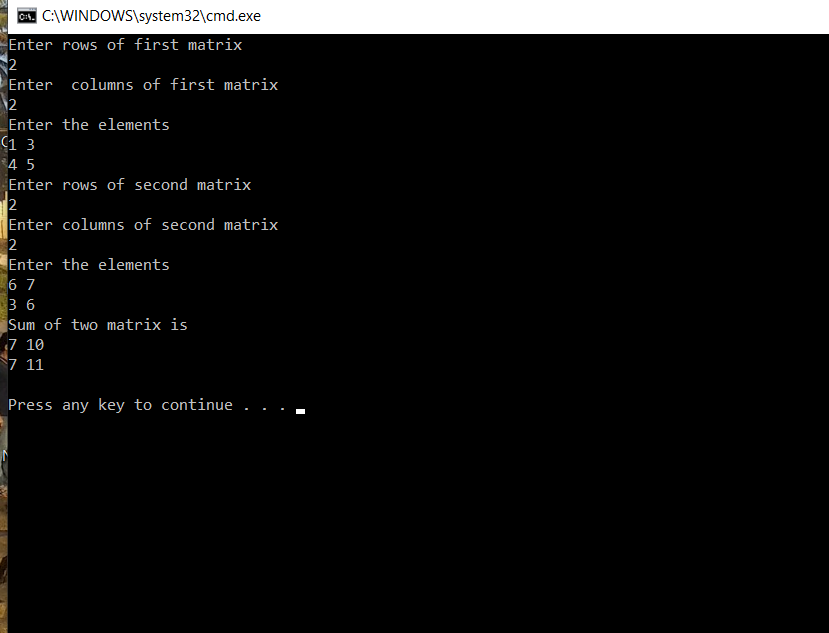 C:\WINDOWS\system32\cmd.exe
Enter rows of first matrix
2
Enter  columns of first matrix
2
Enter the elements
1 3
4 5
Enter rows of second matrix
2
Enter columns of second matrix
2
Enter the elements
6 7
3 6
Sum of two matrix is
7 10
7 11
Press any key to continue . . .